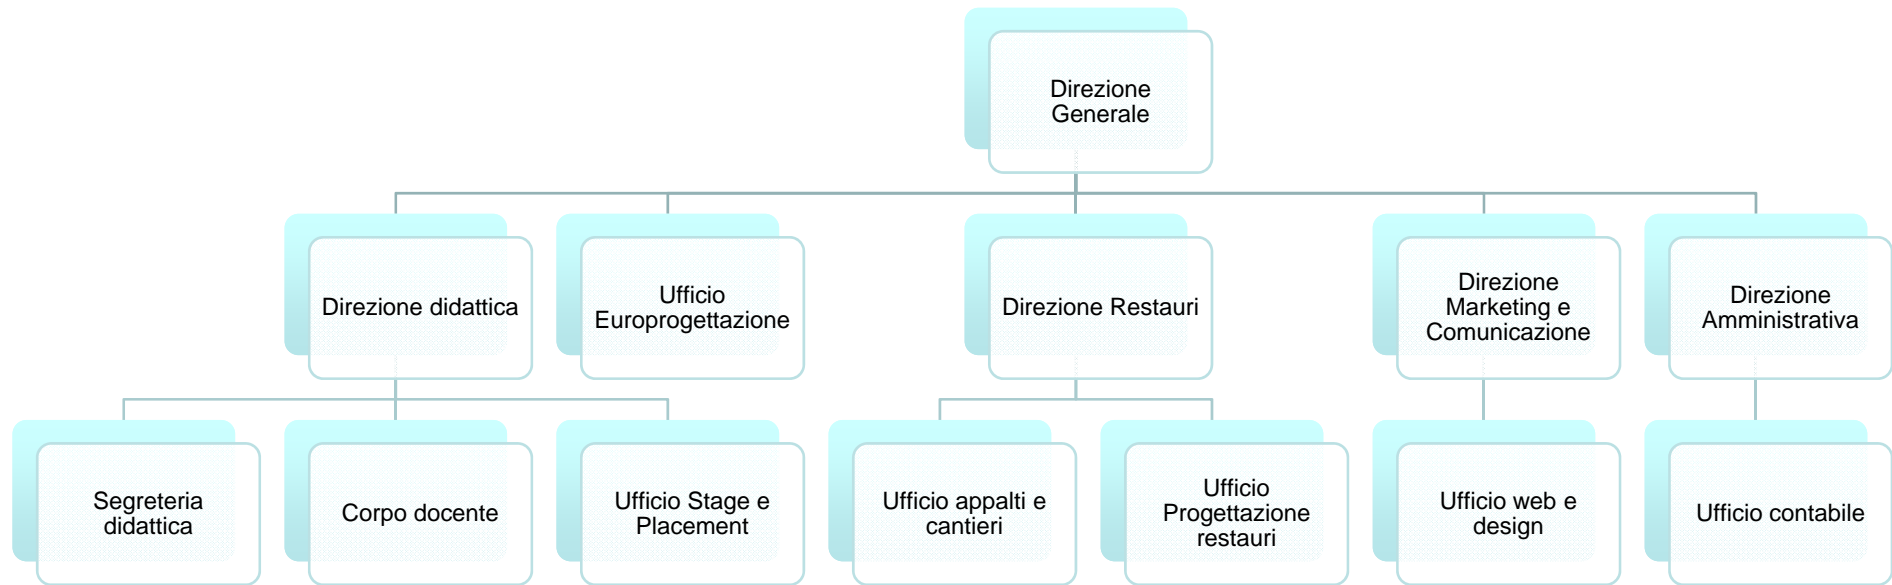 Direzione
Generale
Direzione didattica
Ufficio
Europrogettazione
Direzione Restauri
Direzione
Marketing e
Comunicazione
Direzione
Amministrativa
Segreteria
didattica
Corpo docente
Ufficio Stage e
Placement
Ufficio appalti e
cantieri
Ufficio
Progettazione
restauri
Ufficio web e
design
Ufficio contabile